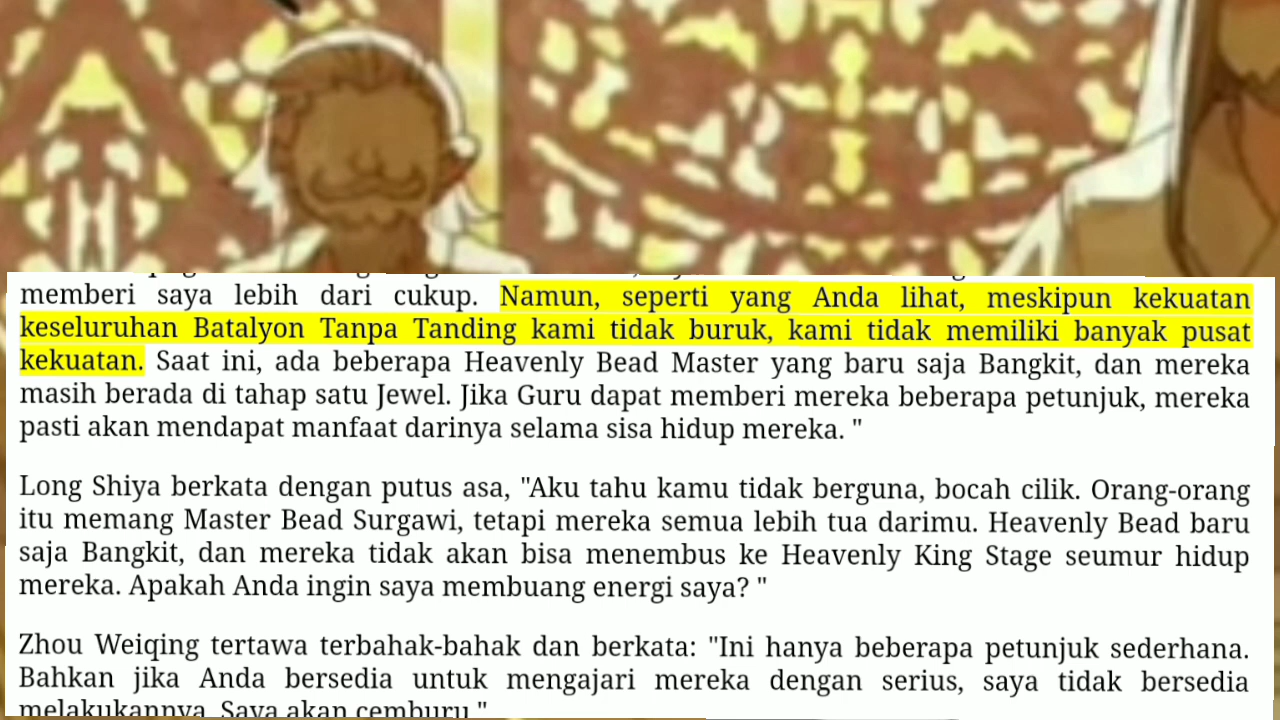 memberi saya lebih dari cukup. Namun, seperti yang Anda lihat, meskipun kekuatan
keseluruhan Batalyon Tanpa Tanding kami tidak buruk, kami tidak memiliki banyak pusat
kekuatan. Saat ini, ada beberapa Heavenly Bead Master yang baru saja Bangkit, dan mereka
masih berada di tahap satu Jewel. Jika Guru dapat memberi mereka beberapa petunjuk, mereka
pasti akan mendapat manfaat darinya selama sisa hidup mereka. "
Long Shiya berkata dengan putus asa, "Aku tahu kamu tidak berguna, bocah cilik. Orang-orang
itu memang Master Bead Surgawi, tetapi mereka semua lebih tua darimu. Heavenly Bead baru
saja Bangkit, dan mereka tidak akan bisa menembus ke Heavenly King Stage seumur hidup
mereka. Apakah Anda ingin saya membuang energi saya? "
Zhou Weiqing tertawa terbahak-bahak dan berkata: "Ini hanya beberapa petunjuk sederhana.
Bahkan jika Anda bersedia untuk mengajari mereka dengan serius, saya tidak bersedia
melakukannya. Saya akan cemburu."